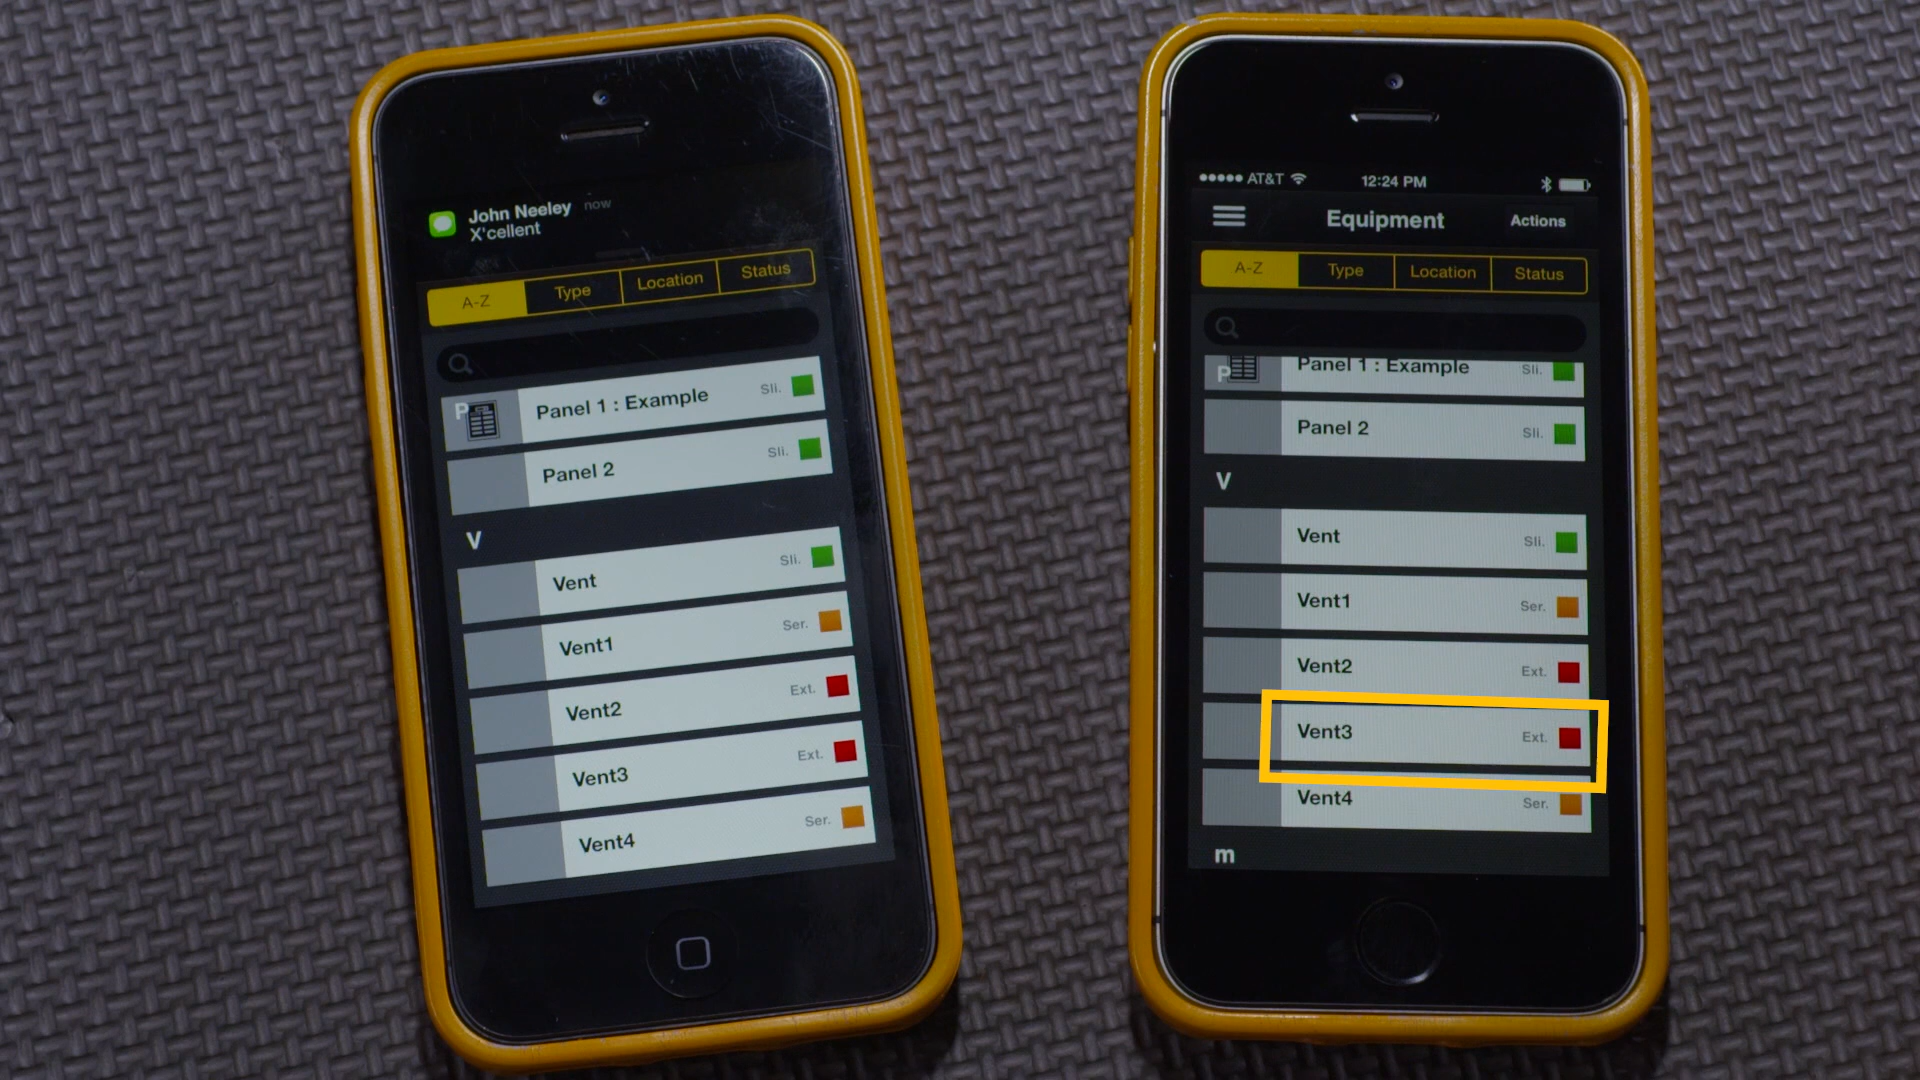 John Neeley now
X'cellent
A-Z Type Location Status
P Panel 1 : Example Sli.
Panel 2 Sli.
V
Vent Sli.
Vent1 Ser.
Vent2 Ext.
Vent3 Ext.
Vent4 Ser.
AT&T 12:24 PM
Equipment Actions
A-Z Type Location Status
P Panel 1 : Example Sli.
Panel 2 Sli.
V
Vent Sli.
Vent1 Ser.
Vent2 Ext.
Vent3 Ext.
Vent4 Ser.
m